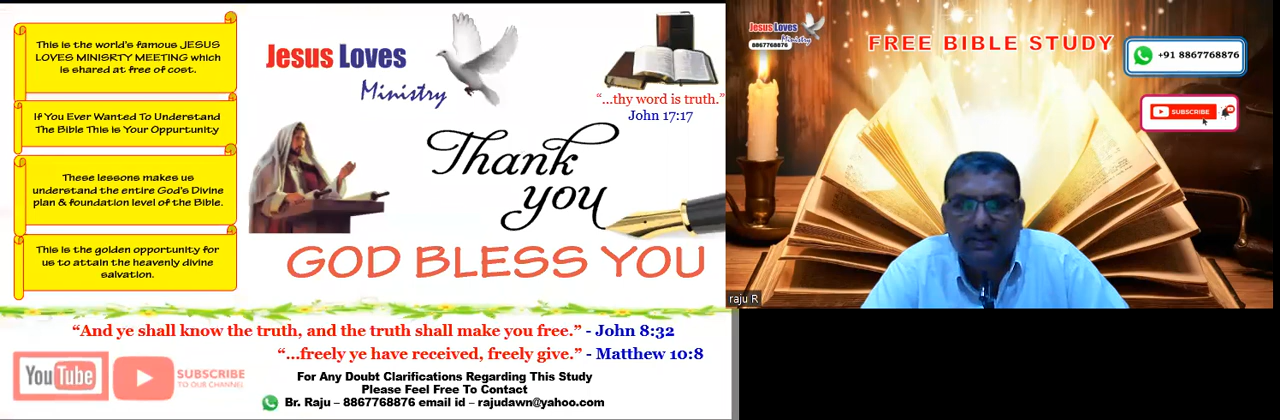 This is the world's famous JESUS
LOVES MINISRTY MEETING which
is shared at free of cost.
If You Ever Wanted To Understand
The Bible This is Your Oppurtunity
These lessons makes us
understand the entire God's Divine
plan & foundation level of the Bible.
This is the golden opportunity for
us to attain the heavenly divine
salvation.
Jesus Loves
Ministry
"...thy word is truth."
John 17:17
Thank
you
GOD BLESS YOU
"And ye shall know the truth, and the truth shall make you free." - John 8:32
"...freely ye have received, freely give." - Matthew 10:8
YouTube
SUBSCRIBE
TO OUR CHANNEL
For Any Doubt Clarifications Regarding This Study
Please Feel Free To Contact
Br. Raju – 8867768876 email id – rajudawn@yahoo.com
Jesus Loves
Ministry
8867768876
FREE BIBLE STUDY
+91 8867768876
SUBSCRIBE
raju R